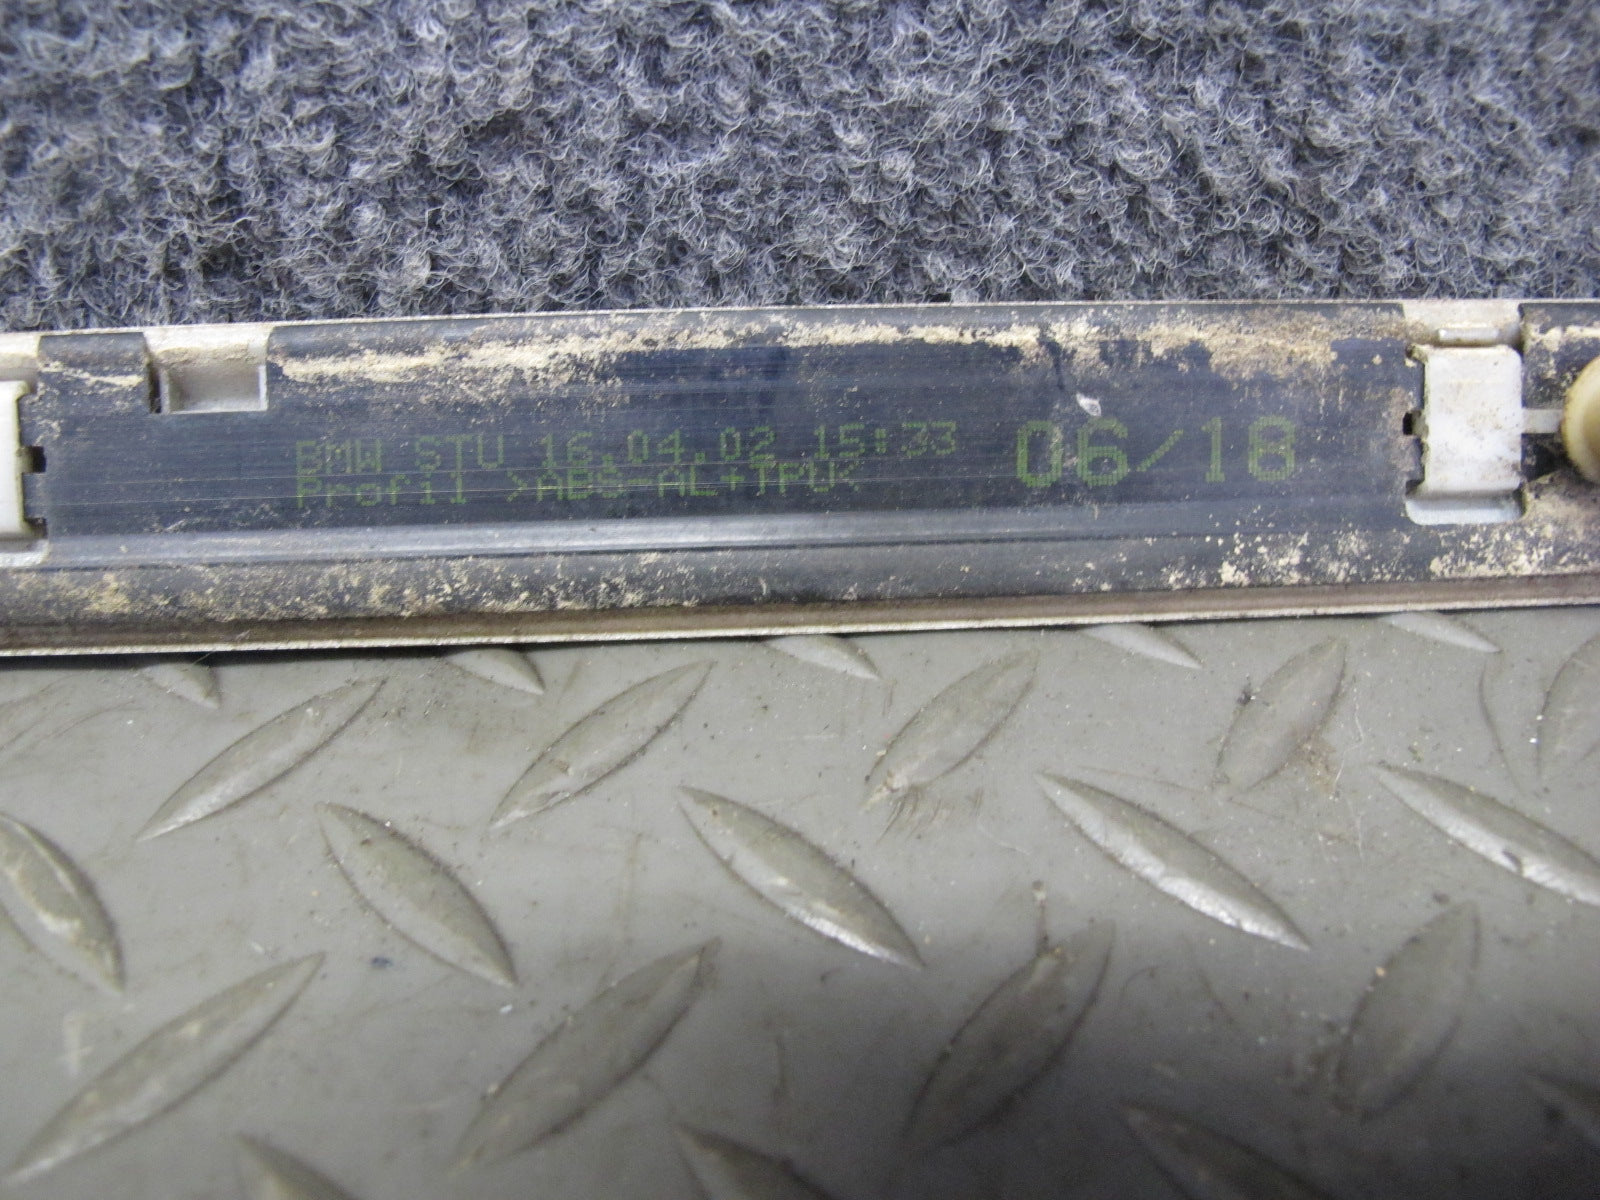 BMW STU 16.04.02 15:33 06/18
Profil >ABS-AL+TPU<